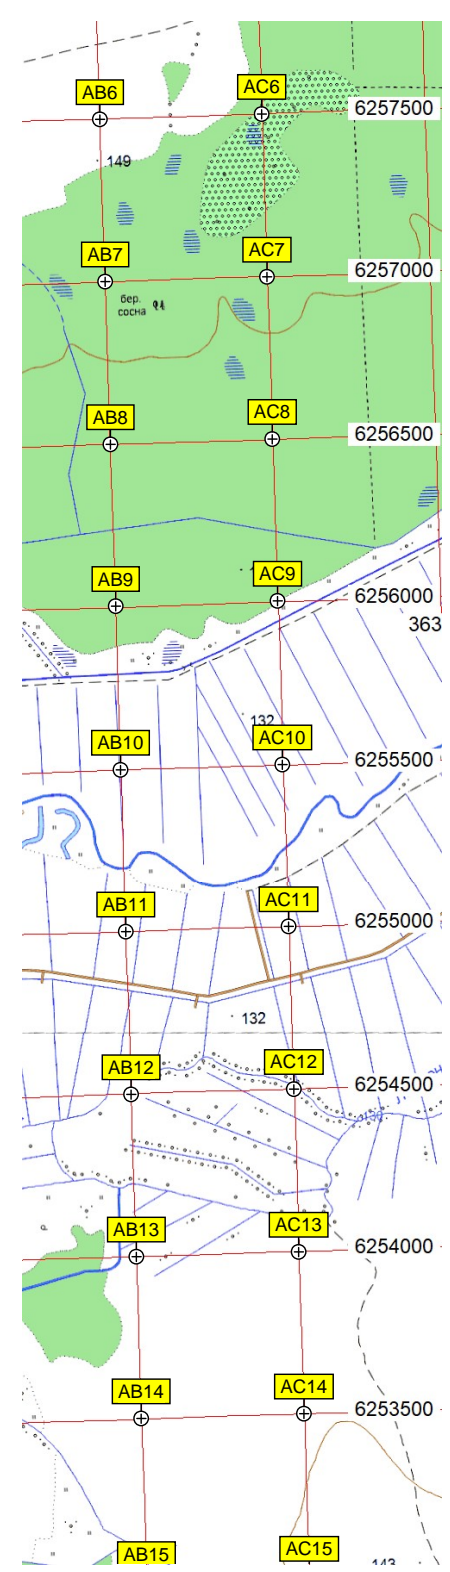 AB6
AC6
6257500
149
AB7
AC7
6257000
бер.
сосна
AB8
AC8
6256500
AB9
AC9
6256000
363
132
AB10
AC10
6255500
AB11
AC11
6255000
132
AB12
AC12
6254500
AB13
AC13
6254000
AB14
AC14
6253500
AB15
AC15
143